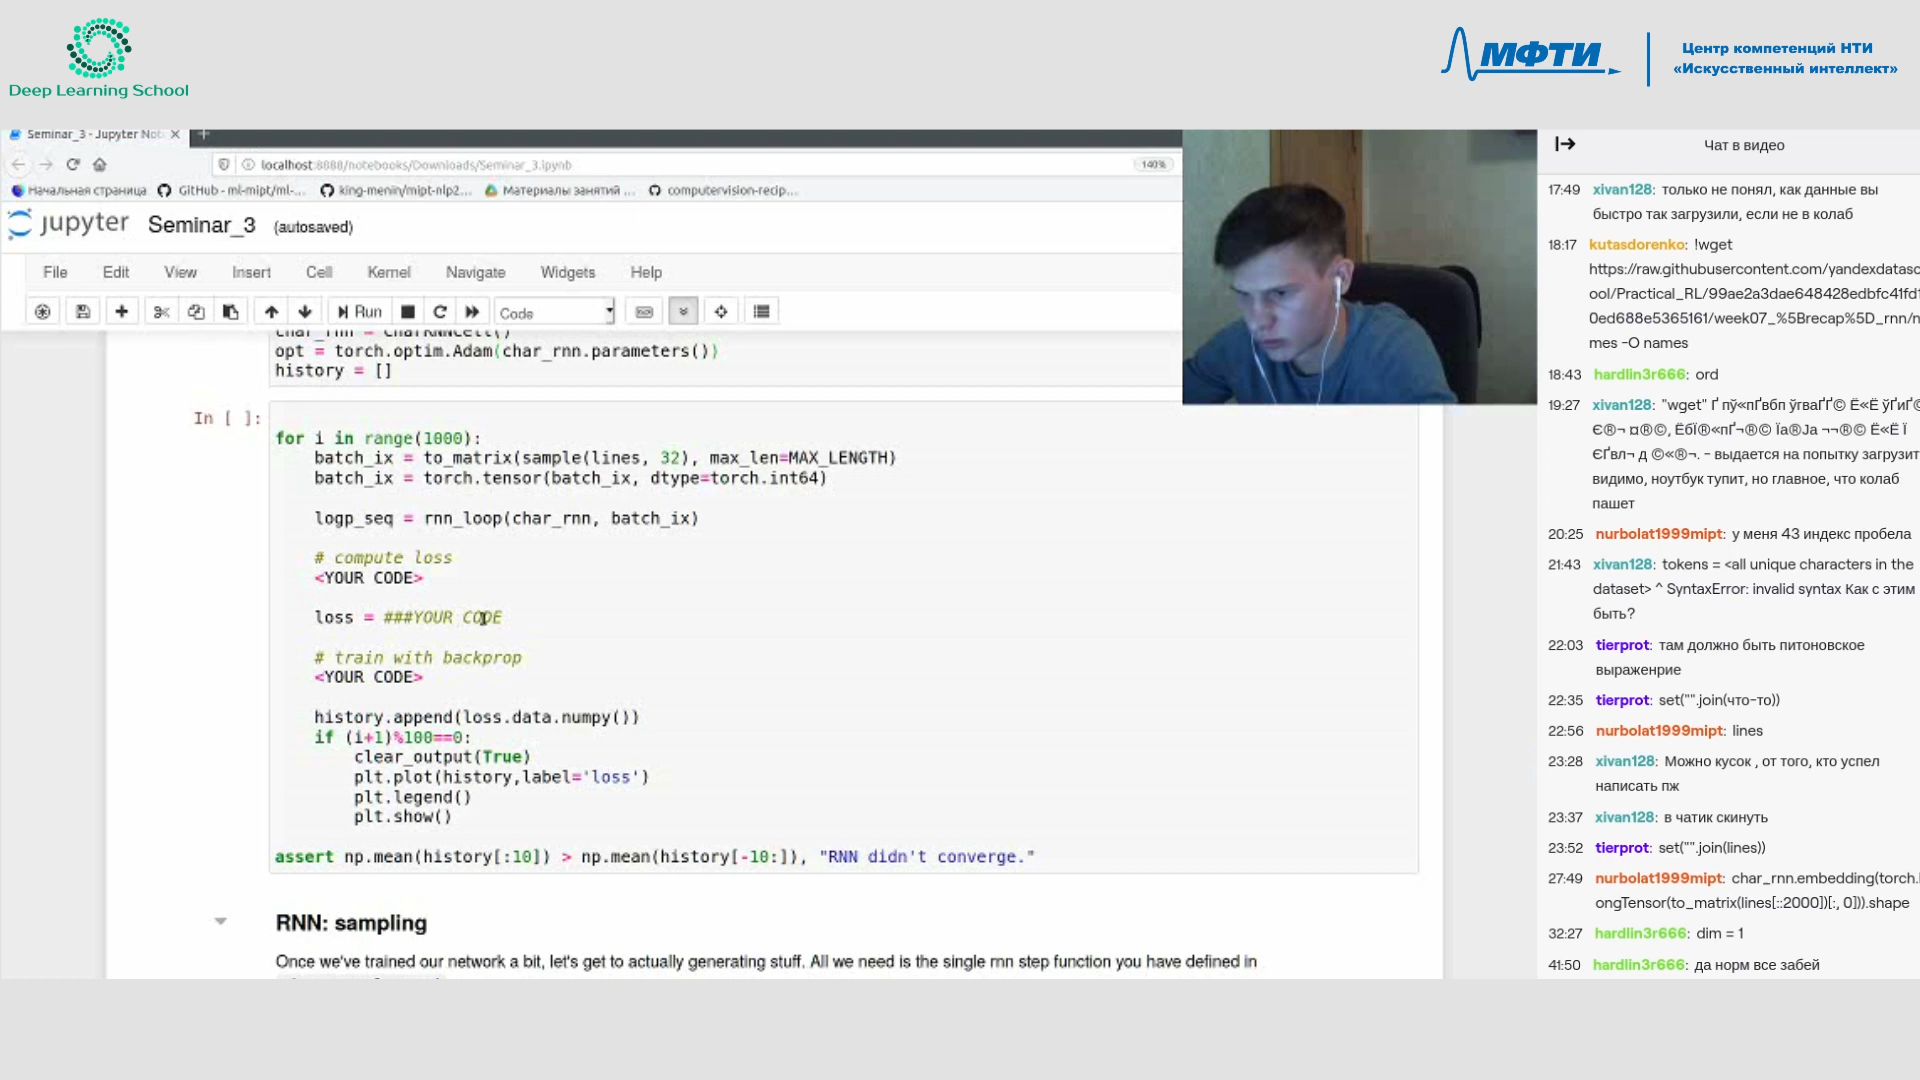 Deep Learning School
МФТИ
Центр компетенций НТИ
«Искусственный интеллект»
Seminar_3 - Jupyter Not
localhost:8888/notebooks/Downloads/Seminar_3.ipynb
140%
Начальная страница
GitHub - ml-mipt/ml-...
king-menin/mipt-nlp2...
Материалы занятий ...
computervision-recip...
jupyter Seminar_3 (autosaved)
File Edit View Insert Cell Kernel Navigate Widgets Help
Run
Code
char_rnn = CharRNNCell()
opt = torch.optim.Adam(char_rnn.parameters())
history = []
In [ ]:
for i in range(1000):
    batch_ix = to_matrix(sample(lines, 32), max_len=MAX_LENGTH)
    batch_ix = torch.tensor(batch_ix, dtype=torch.int64)
    logp_seq = rnn_loop(char_rnn, batch_ix)
    # compute loss
    <YOUR CODE>
    loss = ###YOUR CODE
    # train with backprop
    <YOUR CODE>
    history.append(loss.data.numpy())
    if (i+1)%100==0:
        clear_output(True)
        plt.plot(history,label='loss')
        plt.legend()
        plt.show()
assert np.mean(history[:10]) > np.mean(history[-10:]), "RNN didn't converge."
RNN: sampling
Once we've trained our network a bit, let's get to actually generating stuff. All we need is the single rnn step function you have defined in
Чат в видео
17:49 xivan128: только не понял, как данные вы
быстро так загрузили, если не в колаб
18:17 kutasdorenko: !wget
https://raw.githubusercontent.com/yandexdatasc
ool/Practical_RL/99ae2a3dae648428edbfc41fd1
0ed688e5365161/week07_%5Brecap%5D_rnn/n
mes -O names
18:43 hardlin3r666: ord
19:27 xivan128: "wget"
видимо, ноутбук тупит, но главное, что колаб
- выдается на попытку загрузит
пашет
20:25 nurbolat1999mipt: у меня 43 индекс пробела
21:43 xivan128: tokens = <all unique characters in the
dataset> ^ SyntaxError: invalid syntax Как с этим
быть?
22:03 tierprot: там должно быть питоновское
выраженрие
22:35 tierprot: set("".join(что-то))
22:56 nurbolat1999mipt: lines
23:28 xivan128: Можно кусок , от того, кто успел
написать пж
23:37 xivan128: в чатик скинуть
23:52 tierprot: set("".join(lines))
27:49 nurbolat1999mipt: char_rnn.embedding(torch.
ongTensor(to_matrix(lines[::2000])[:, 0])).shape
32:27 hardlin3r666: dim = 1
41:50 hardlin3r666: да норм все забей